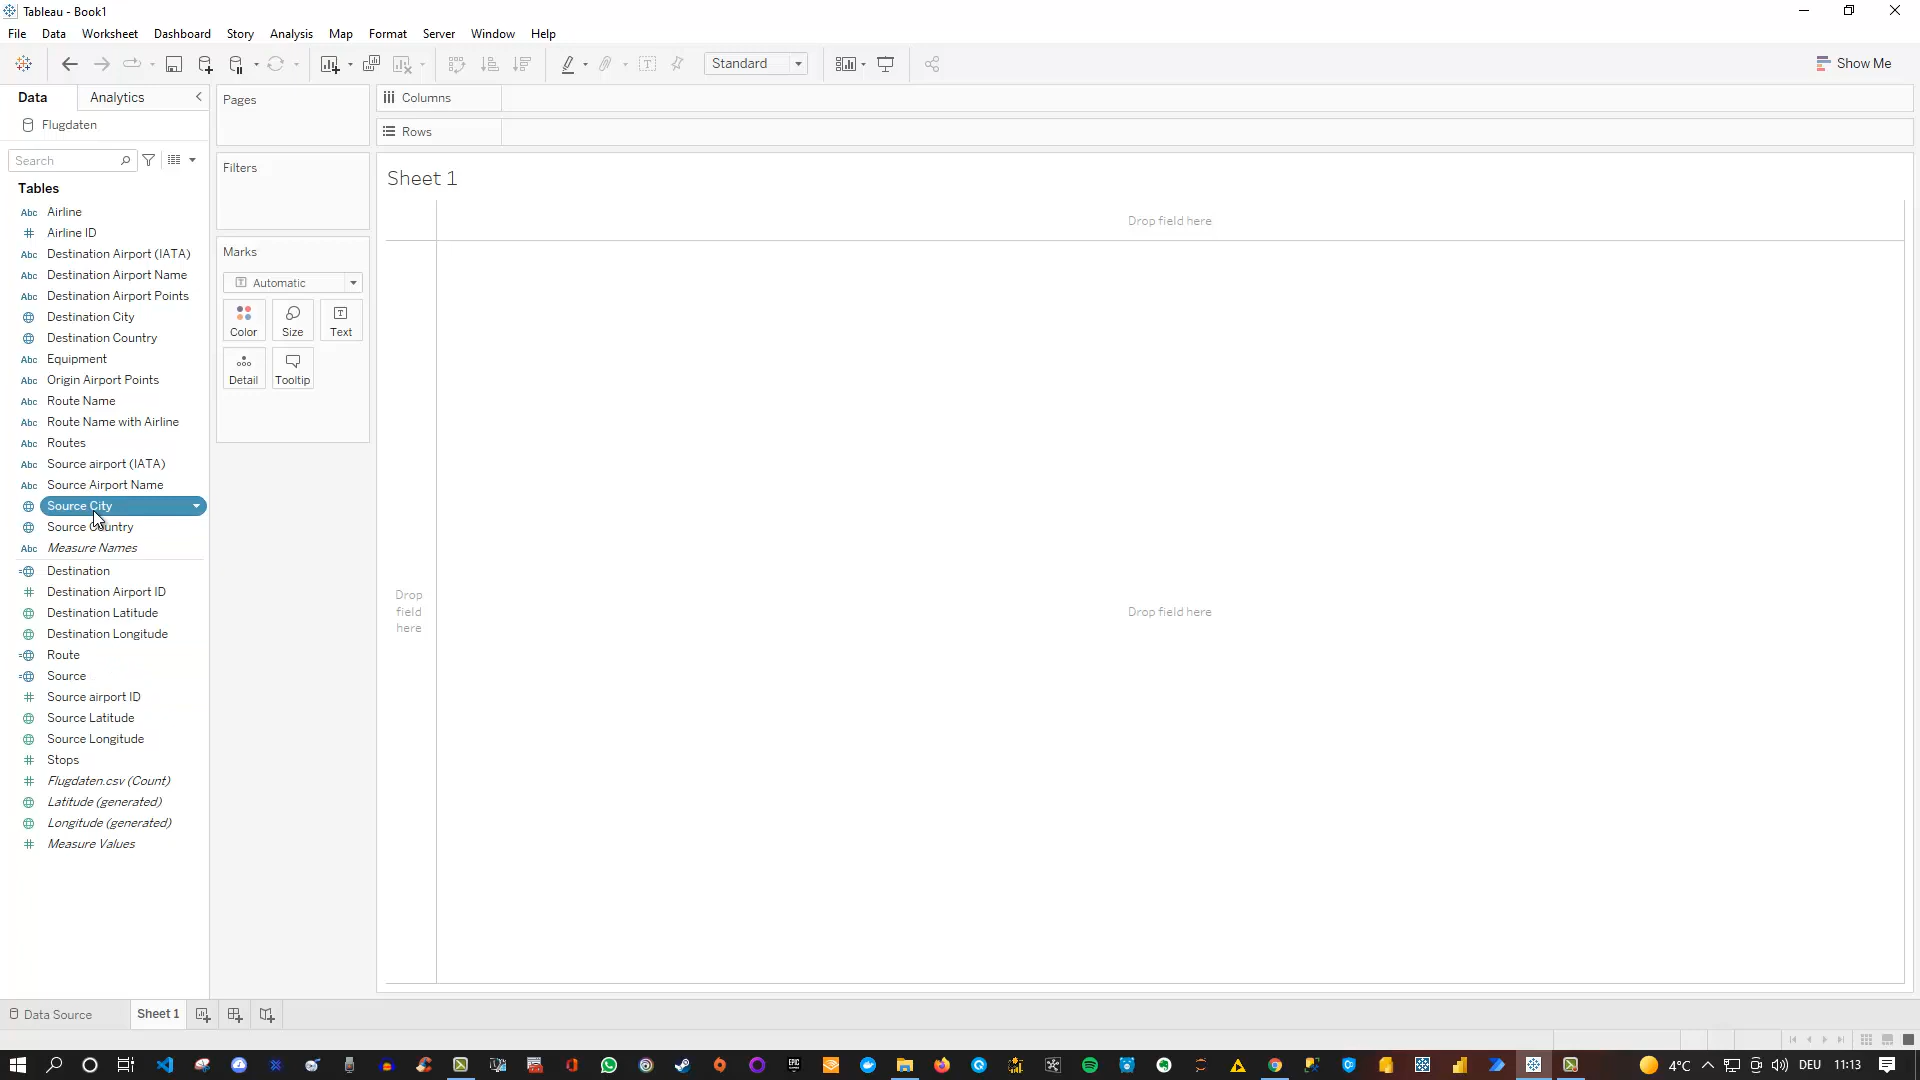 Tableau - Book1
File Data Worksheet Dashboard Story Analysis Map Format Server Window Help
Standard
Show Me
Data Analytics
Flugdaten
Search
Tables
Abc Airline
# Airline ID
Abc Destination Airport (IATA)
Abc Destination Airport Name
Abc Destination Airport Points
Destination City
Destination Country
Abc Equipment
Abc Origin Airport Points
Abc Route Name
Abc Route Name with Airline
Abc Routes
Abc Source airport (IATA)
Abc Source Airport Name
Source City
Source Country
Abc Measure Names
Destination
# Destination Airport ID
Destination Latitude
Destination Longitude
Route
Source
# Source airport ID
Source Latitude
Source Longitude
# Stops
# Flugdaten.csv (Count)
Latitude (generated)
Longitude (generated)
# Measure Values
Pages
Filters
Marks
Automatic
Color Size Text
Detail Tooltip
Columns
Rows
Sheet 1
Drop field here
Drop
field
here
Drop field here
Data Source Sheet 1
4°C DEU 11:13